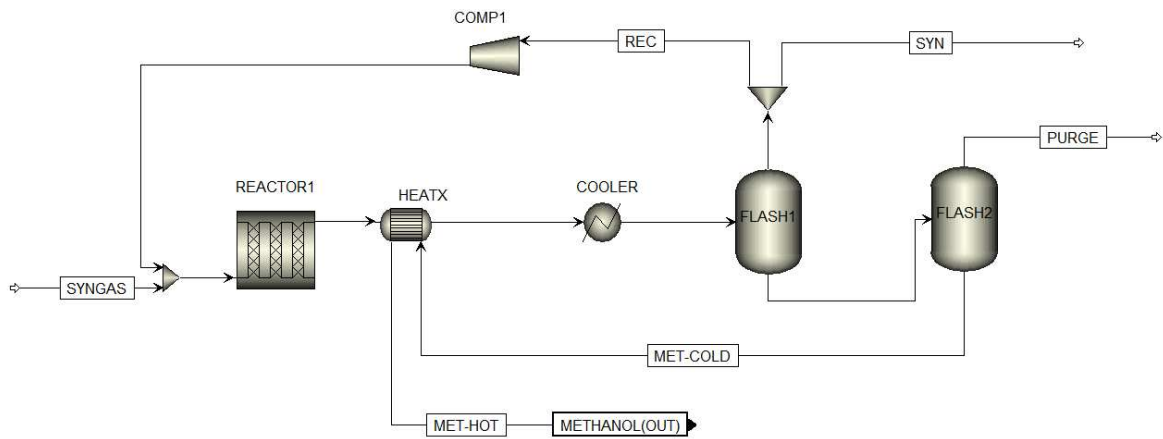 COMP1
REC
SYN
PURGE
REACTOR1
HEATX
COOLER
FLASH1
FLASH2
SYNGAS
MET-COLD
MET-HOT
METHANOL(OUT)